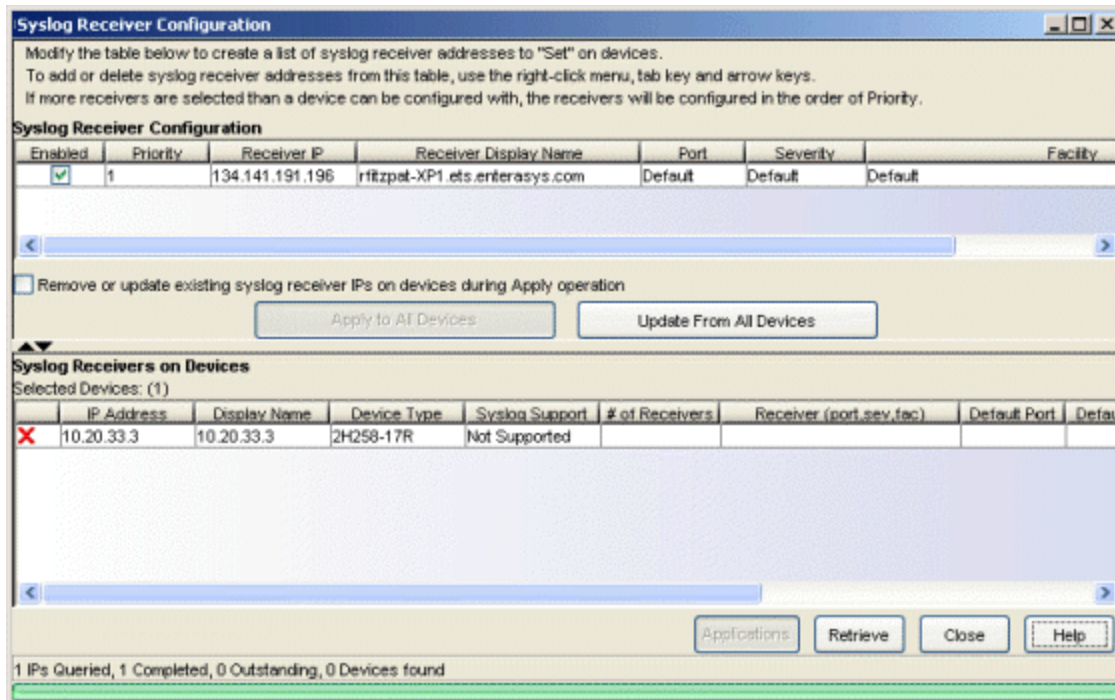 Syslog Receiver Configuration
Modify the table below to create a list of syslog receiver addresses to "Set" on devices.
To add or delete syslog receiver addresses from this table, use the right-click menu, tab key and arrow keys.
If more receivers are selected than a device can be configured with, the receivers will be configured in the order of Priority.
Syslog Receiver Configuration
Enabled Priority Receiver IP Receiver Display Name Port Severity Facility
1 134.141.191.196 rfitzpat-XP1.ets.enterasys.com Default Default Default
Remove or update existing syslog receiver IPs on devices during Apply operation
Apply to All Devices Update From All Devices
Syslog Receivers on Devices
Selected Devices: (1)
IP Address Display Name Device Type Syslog Support # of Receivers Receiver (port,sev,fac) Default Port Defau
10.20.33.3 10.20.33.3 2H258-17R Not Supported
Applications Retrieve Close Help
1 IPs Queried, 1 Completed, 0 Outstanding, 0 Devices found